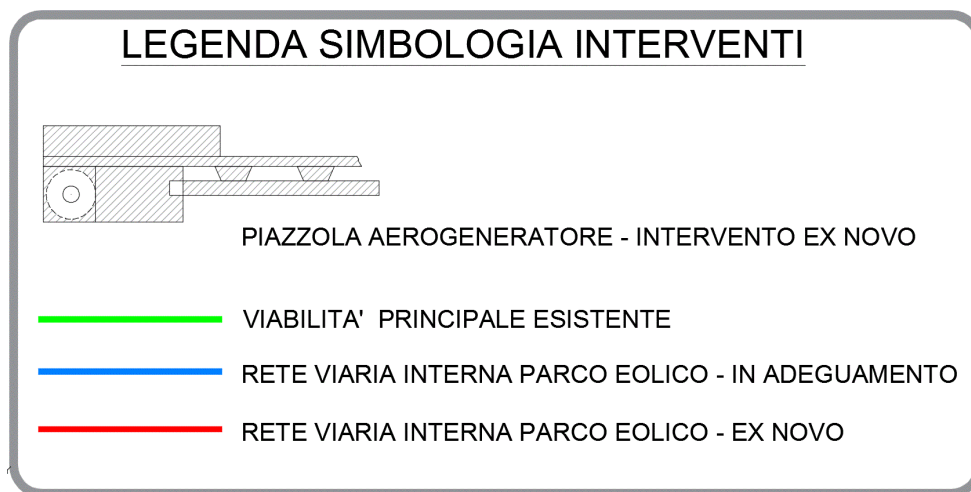 LEGENDA SIMBOLOGIA INTERVENTI
PIAZZOLA AEROGENERATORE - INTERVENTO EX NOVO
VIABILITA' PRINCIPALE ESISTENTE
RETE VIARIA INTERNA PARCO EOLICO - IN ADEGUAMENTO
RETE VIARIA INTERNA PARCO EOLICO - EX NOVO